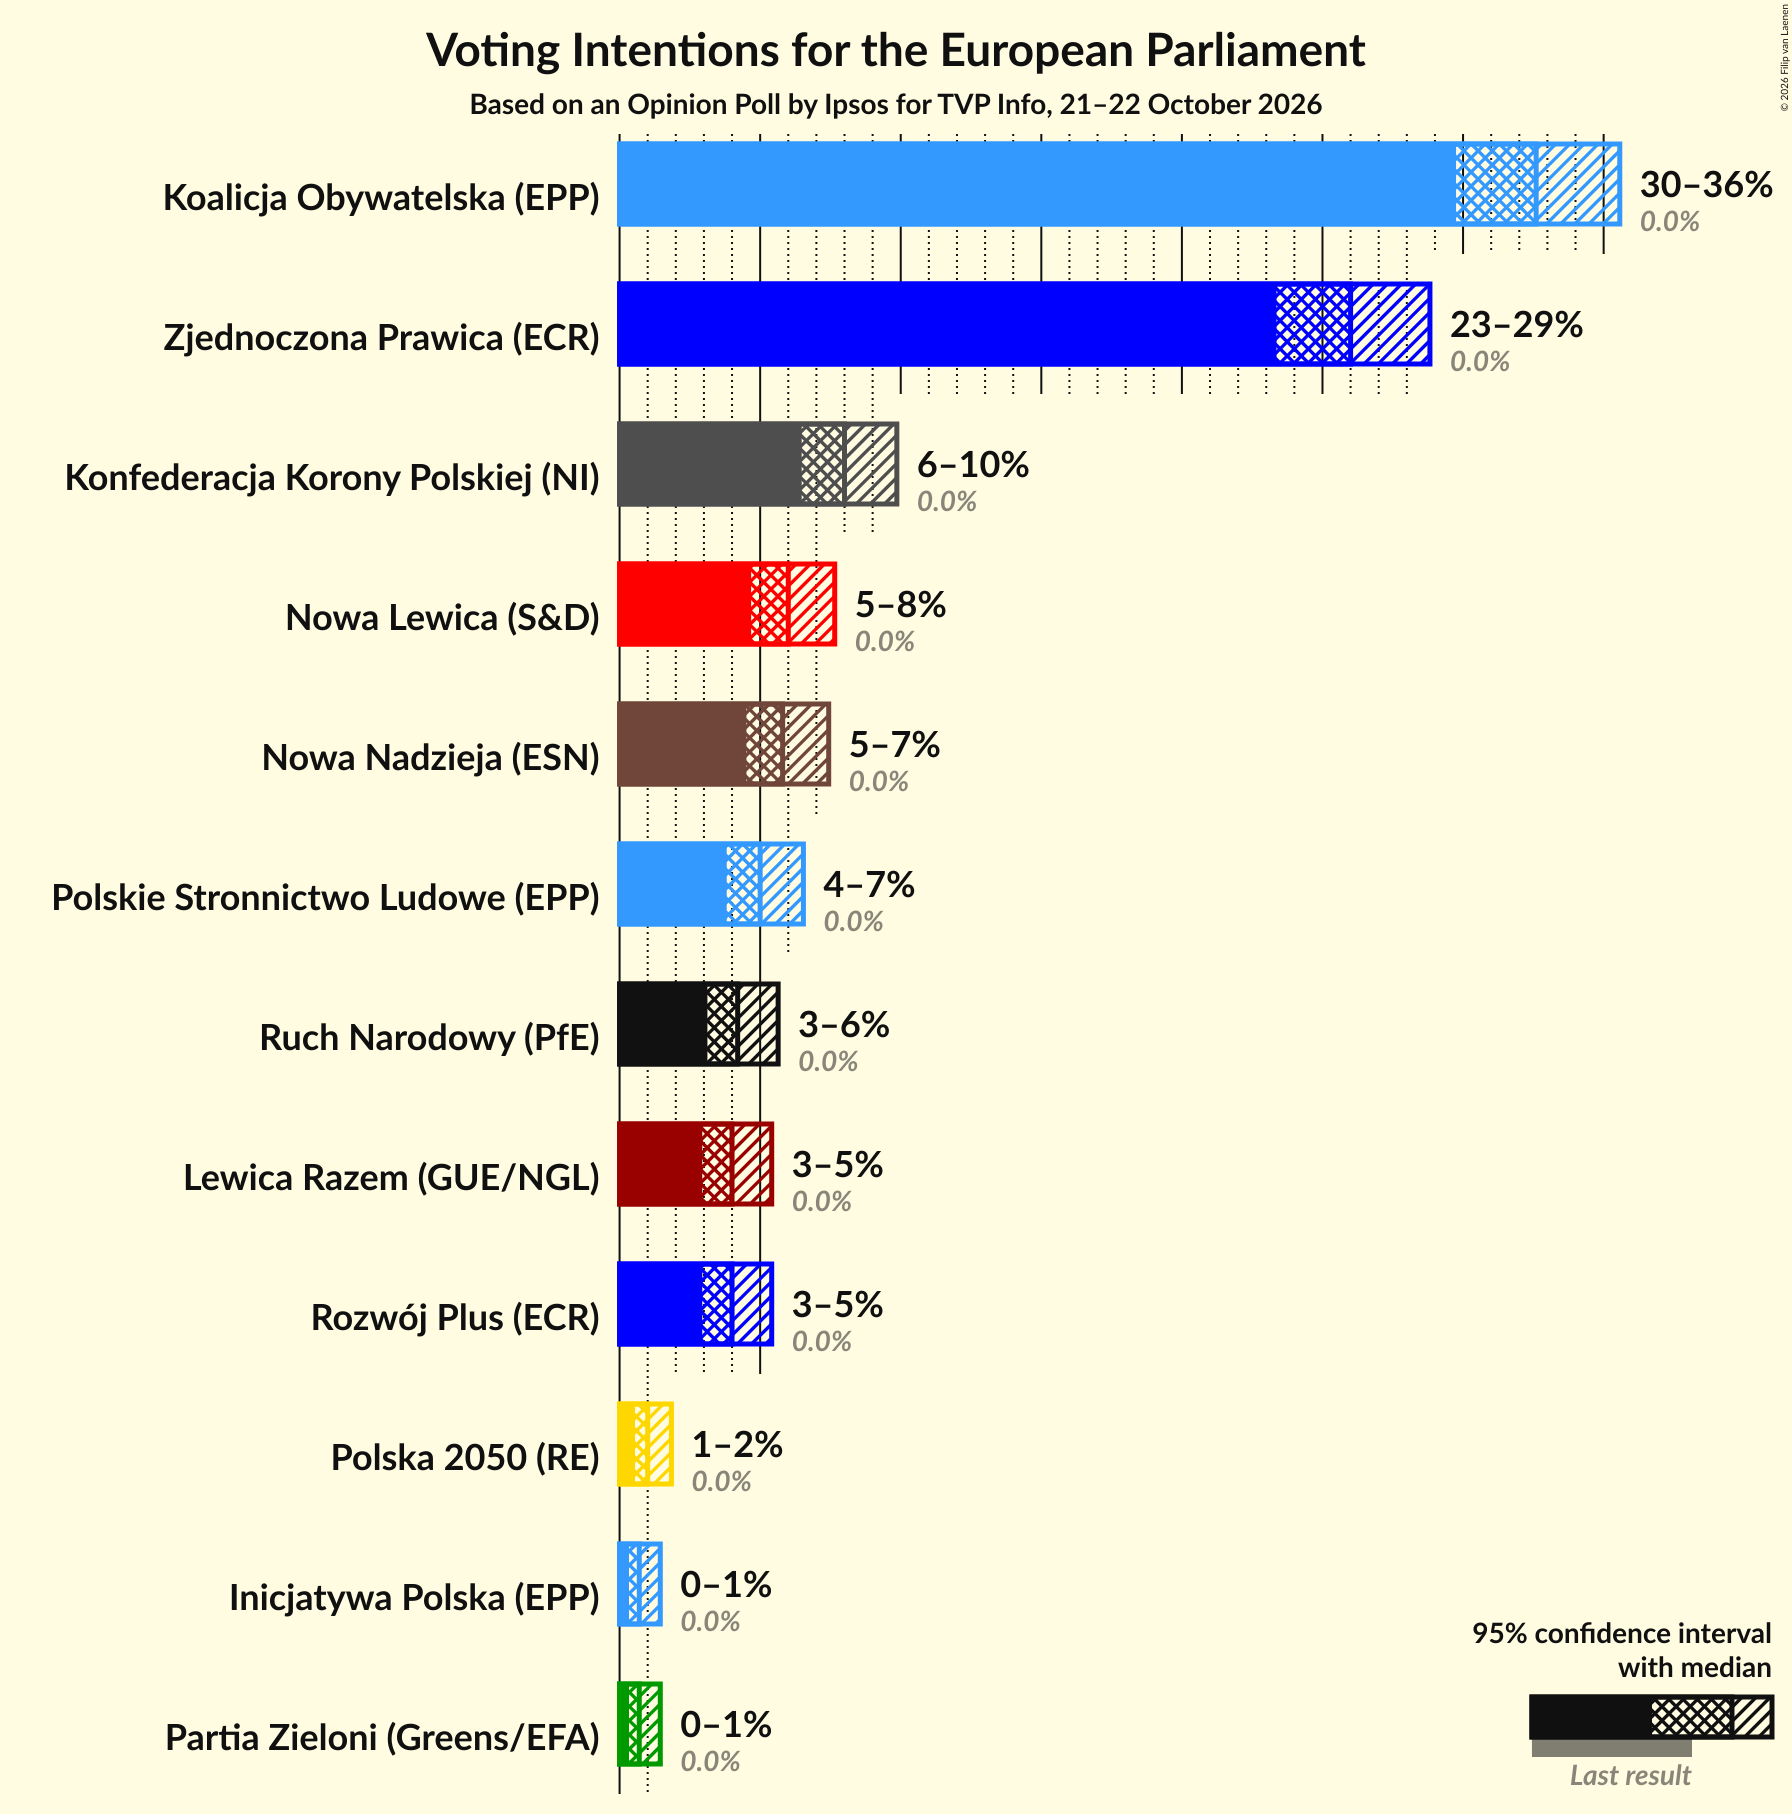 Voting Intentions for the European Parliament
Based on an Opinion Poll by Ipsos for TVP Info, 21–22 October 2026
© 2026 Filip van Laenen
Koalicja Obywatelska (EPP)
30–36%
0.0%
Zjednoczona Prawica (ECR)
23–29%
0.0%
Konfederacja Korony Polskiej (NI)
6–10%
0.0%
Nowa Lewica (S&D)
5–8%
0.0%
Nowa Nadzieja (ESN)
5–7%
0.0%
Polskie Stronnictwo Ludowe (EPP)
4–7%
0.0%
Ruch Narodowy (PfE)
3–6%
0.0%
Lewica Razem (GUE/NGL)
3–5%
0.0%
Rozwój Plus (ECR)
3–5%
0.0%
Polska 2050 (RE)
1–2%
0.0%
Inicjatywa Polska (EPP)
0–1%
0.0%
Partia Zieloni (Greens/EFA)
0–1%
0.0%
95% confidence interval
with median
Last result